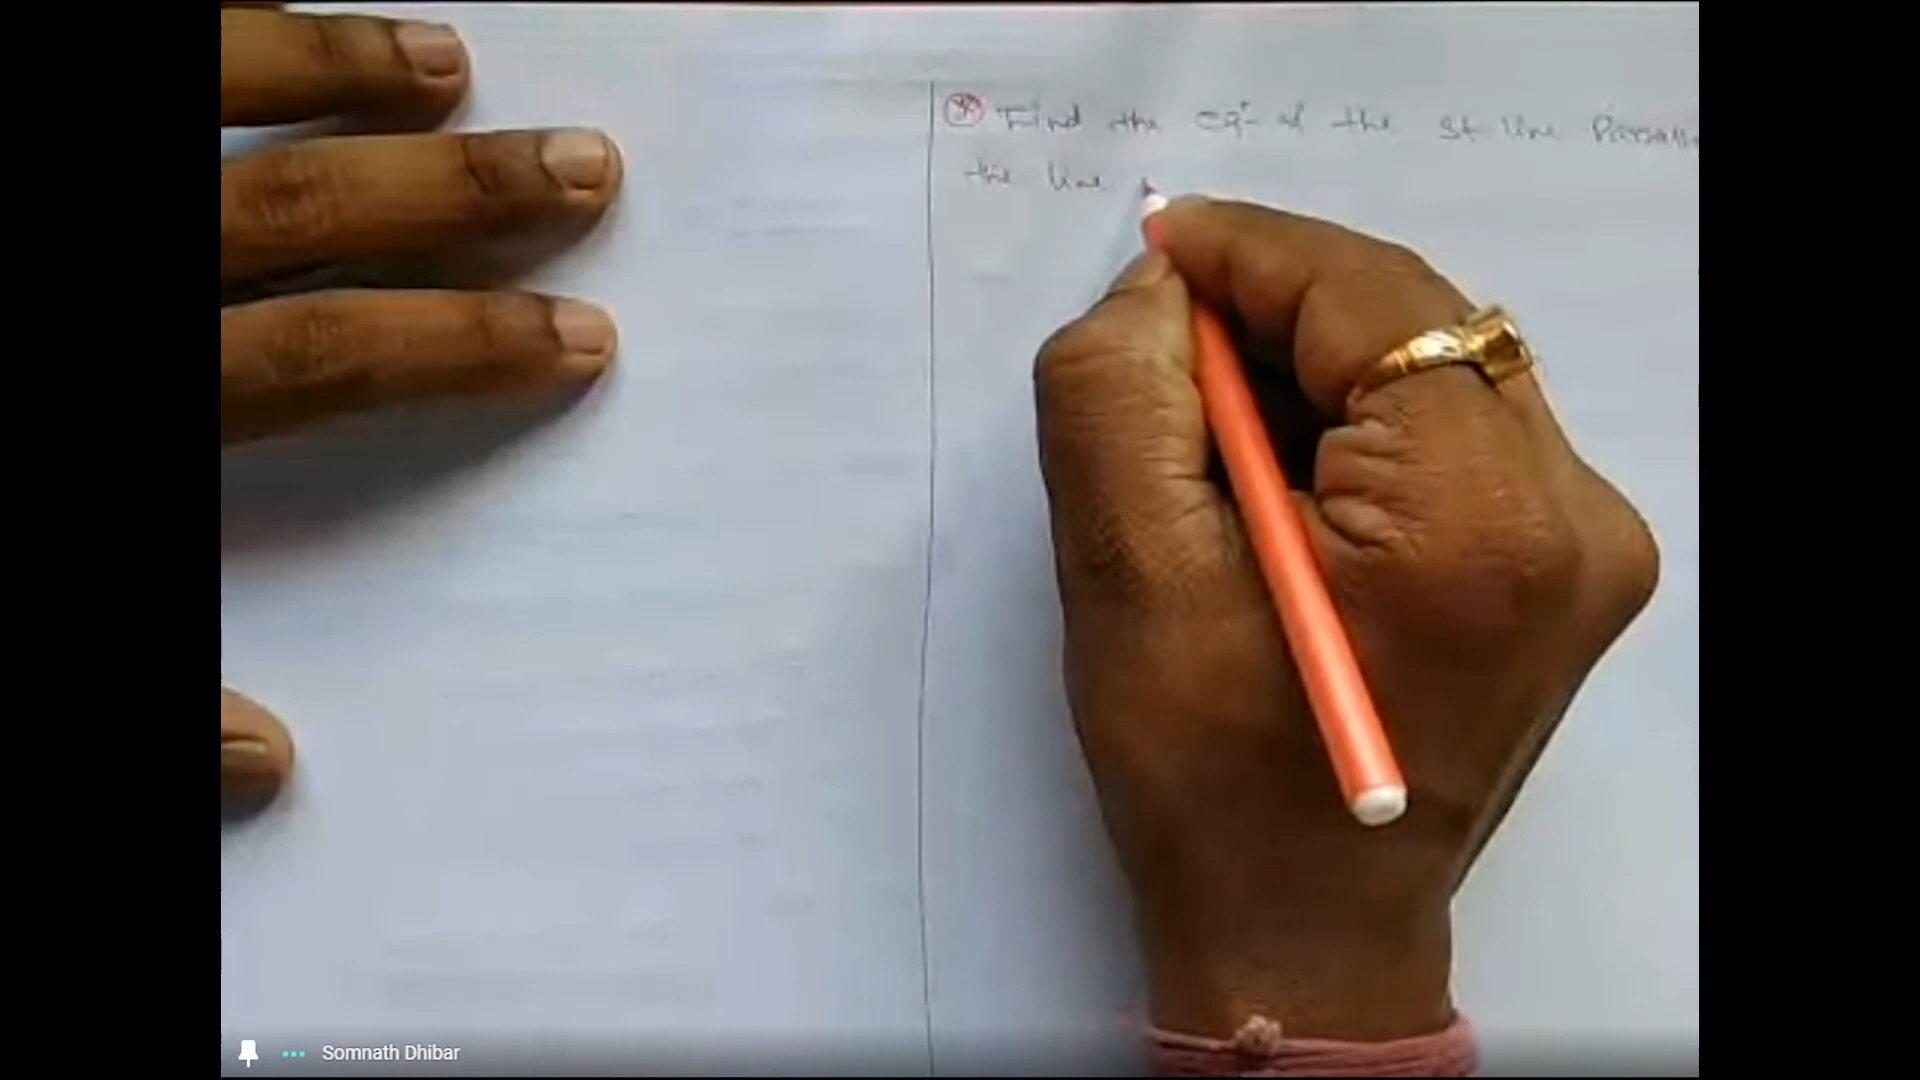 Find the eqⁿ of the st line Parall
the line
Somnath Dhibar